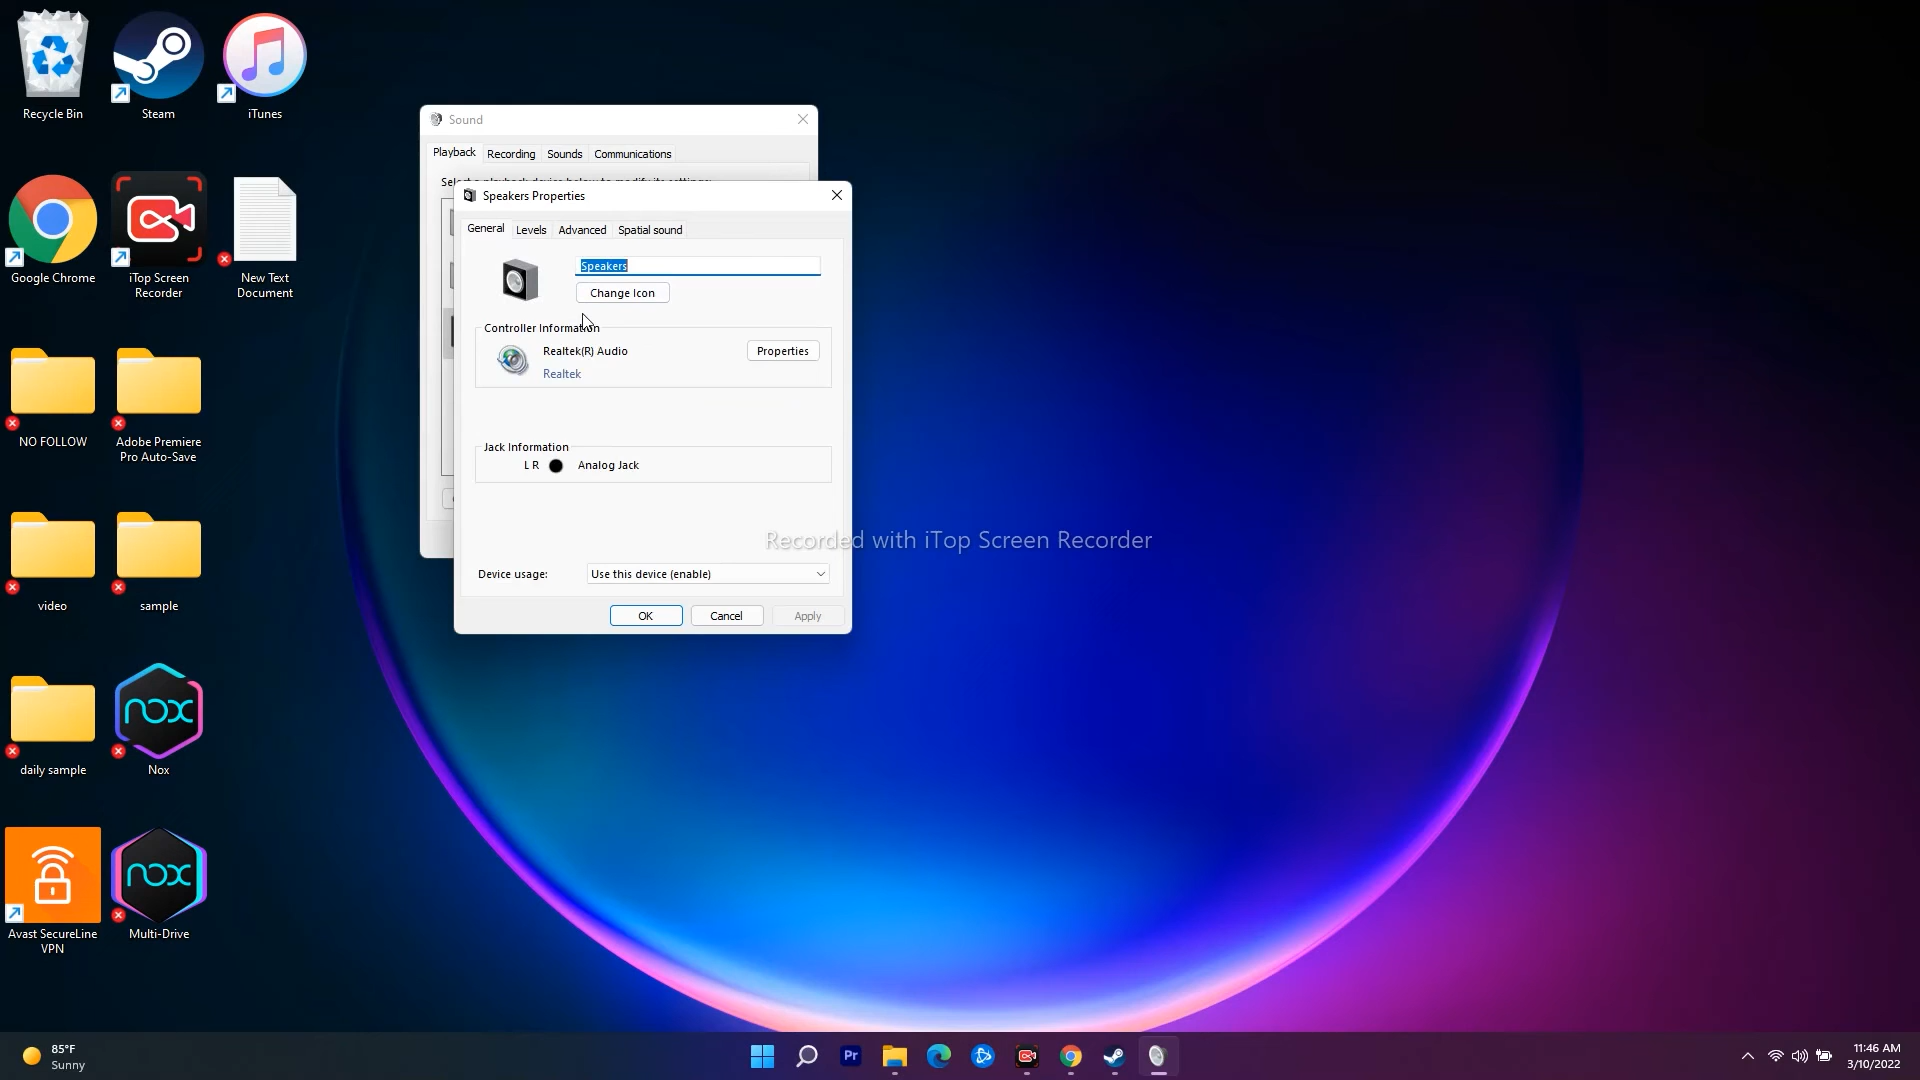 Recycle Bin
Steam
iTunes
Google Chrome
iTop Screen
Recorder
New Text
Document
NO FOLLOW
Adobe Premiere
Pro Auto-Save
video
sample
daily sample
nox
Nox
Avast SecureLine
VPN
nox
Multi-Drive
Sound
Playback
Recording
Sounds
Communications
Speakers Properties
General
Levels
Advanced
Spatial sound
Speakers
Change Icon
Controller Information
Realtek(R) Audio
Properties
Realtek
Jack Information
L R
Analog Jack
Recorded with iTop Screen Recorder
Device usage:
Use this device (enable)
OK
Cancel
Apply
85°F
Sunny
Pr
11:46 AM
3/10/2022